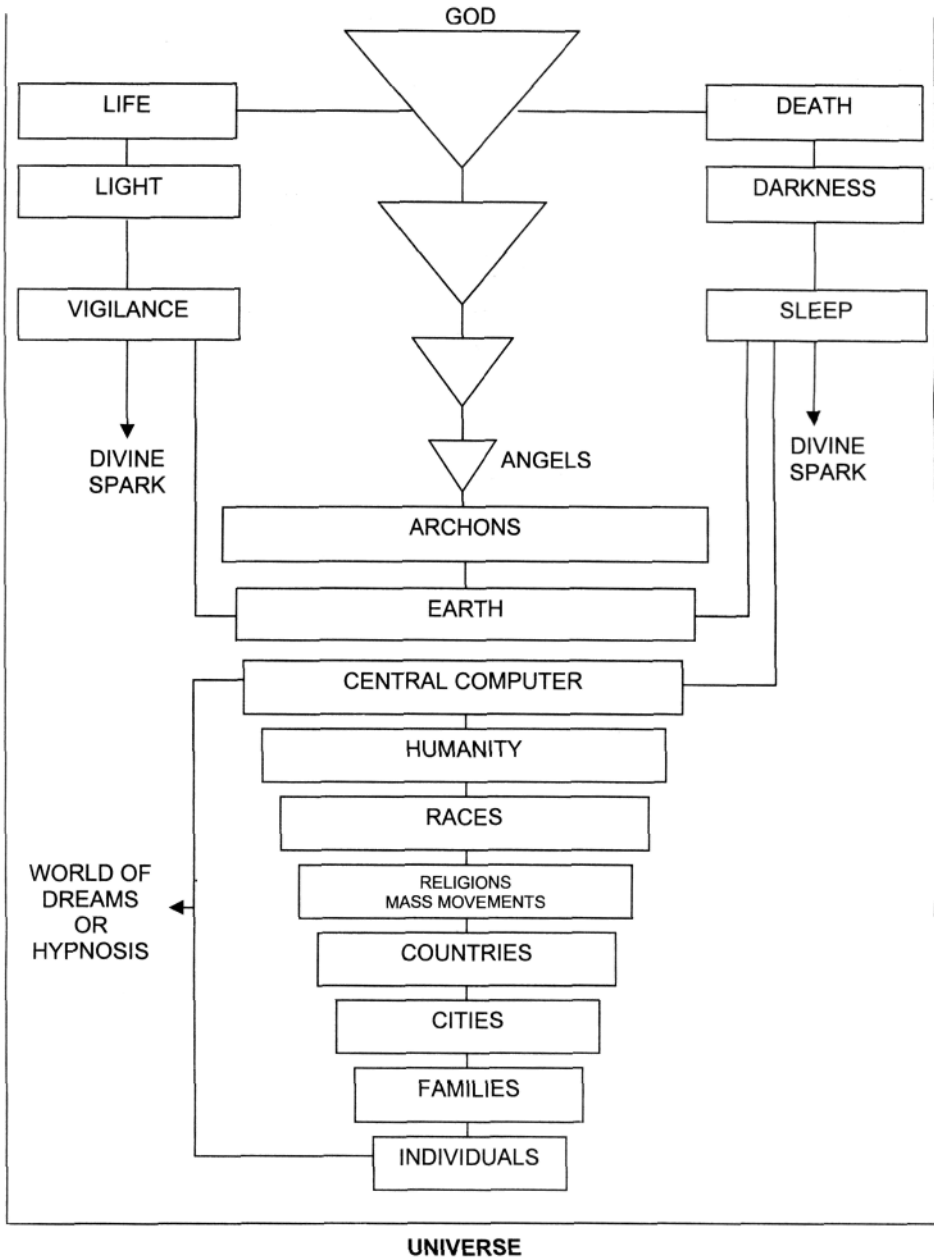 GOD
LIFE
DEATH
LIGHT
DARKNESS
VIGILANCE
SLEEP
DIVINE
SPARK
DIVINE
SPARK
ANGELS
ARCHONS
EARTH
CENTRAL COMPUTER
HUMANITY
RACES
WORLD OF
DREAMS
OR
HYPNOSIS
RELIGIONS
MASS MOVEMENTS
COUNTRIES
CITIES
FAMILIES
INDIVIDUALS
UNIVERSE